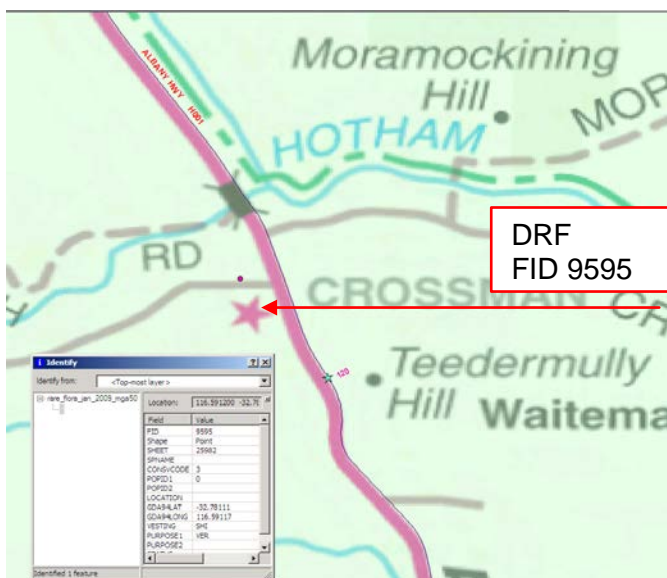 Moramockining
Hill
MOR
ALBANY HWY H001
HOTHAM
DRF
FID 9595
RD
CROSSMAN
CR
Teedermully
Hill
Waitema
120
Identify
Identify from:
<Top-most layer>
rare_flora_jan_2009_mga50
Location:
116.591200 -32.78
Field Value
FID 9595
Shape Point
SHEET 25982
SPNAME
CONSVCODE 3
POPID1 0
POPID2
LOCATION
GDA94LAT -32.78111
GDA94LONG 116.59117
VESTING SHI
PURPOSE1 VER
PURPOSE2
Identified 1 feature